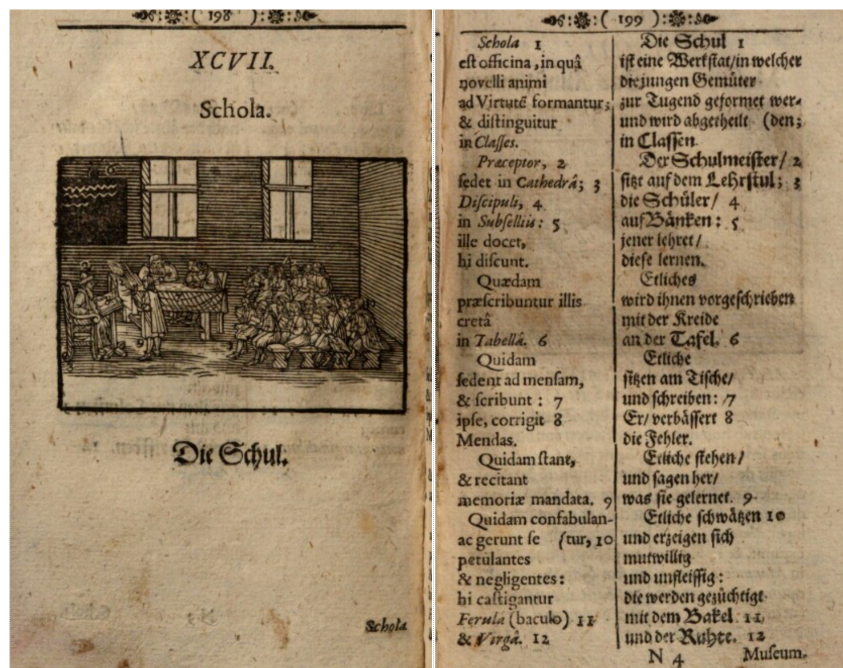 ( 198 ) :
XCVII.
Schola.
Die Schul.
Schola
: ( 199 ) :
Schola 1
est officina, in quâ
novelli animi
ad Virtutẽ formantur;
& distinguitur
in Classes.
Præceptor, 2
sedet in Cathedrâ; 3
Discipuli, 4
in Subselliis: 5
ille docet,
hi discunt.
Quædam
præscribuntur illis
cretâ
in Tabellâ. 6
Quidam
sedent ad mensam,
& scribunt: 7
ipse, corrigit 8
Mendas.
Quidam stant,
& recitant
memoriæ mandata. 9
Quidam confabulan-
ac gerunt se (tur, 10
petulantes
& negligentes:
hi castigantur
Ferula (baculo) 11
& Virgâ. 12
Die Schul 1
ist eine Werkstat/in welcher
die jungen Gemüter
zur Tugend geformet wer-
und wird abgetheilt (den;
in Classen.
Der Schulmeister/ 2
sitzt auf dem Lehrstul; 3
die Schüler/ 4
auf Bänken: 5
jener lehret/
diese lernen.
Etliches
wird ihnen vorgeschrieben
mit der Kreide
an der Tafel. 6
Etliche
sitzen am Tische/
und schreiben: 7
Er/ verbässert 8
die Fehler.
Etliche stehen/
und sagen her/
was sie gelernet. 9
Etliche schwätzen 10
und erzeigen sich
mutwillig
und unfleissig:
die werden gezüchtigt
mit dem Bakel 11
und der Ruhte. 12
N 4 Museum.